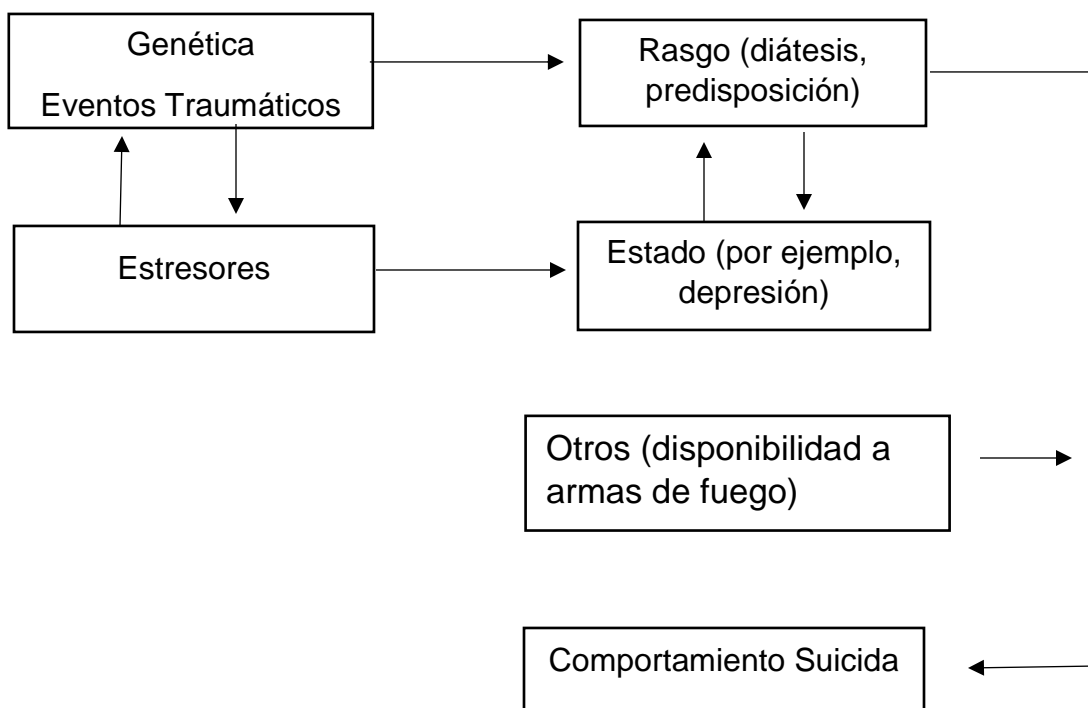 Genética
Eventos Traumáticos
Rasgo (diátesis,
predisposición)
Estresores
Estado (por ejemplo,
depresión)
Otros (disponibilidad a
armas de fuego)
Comportamiento Suicida